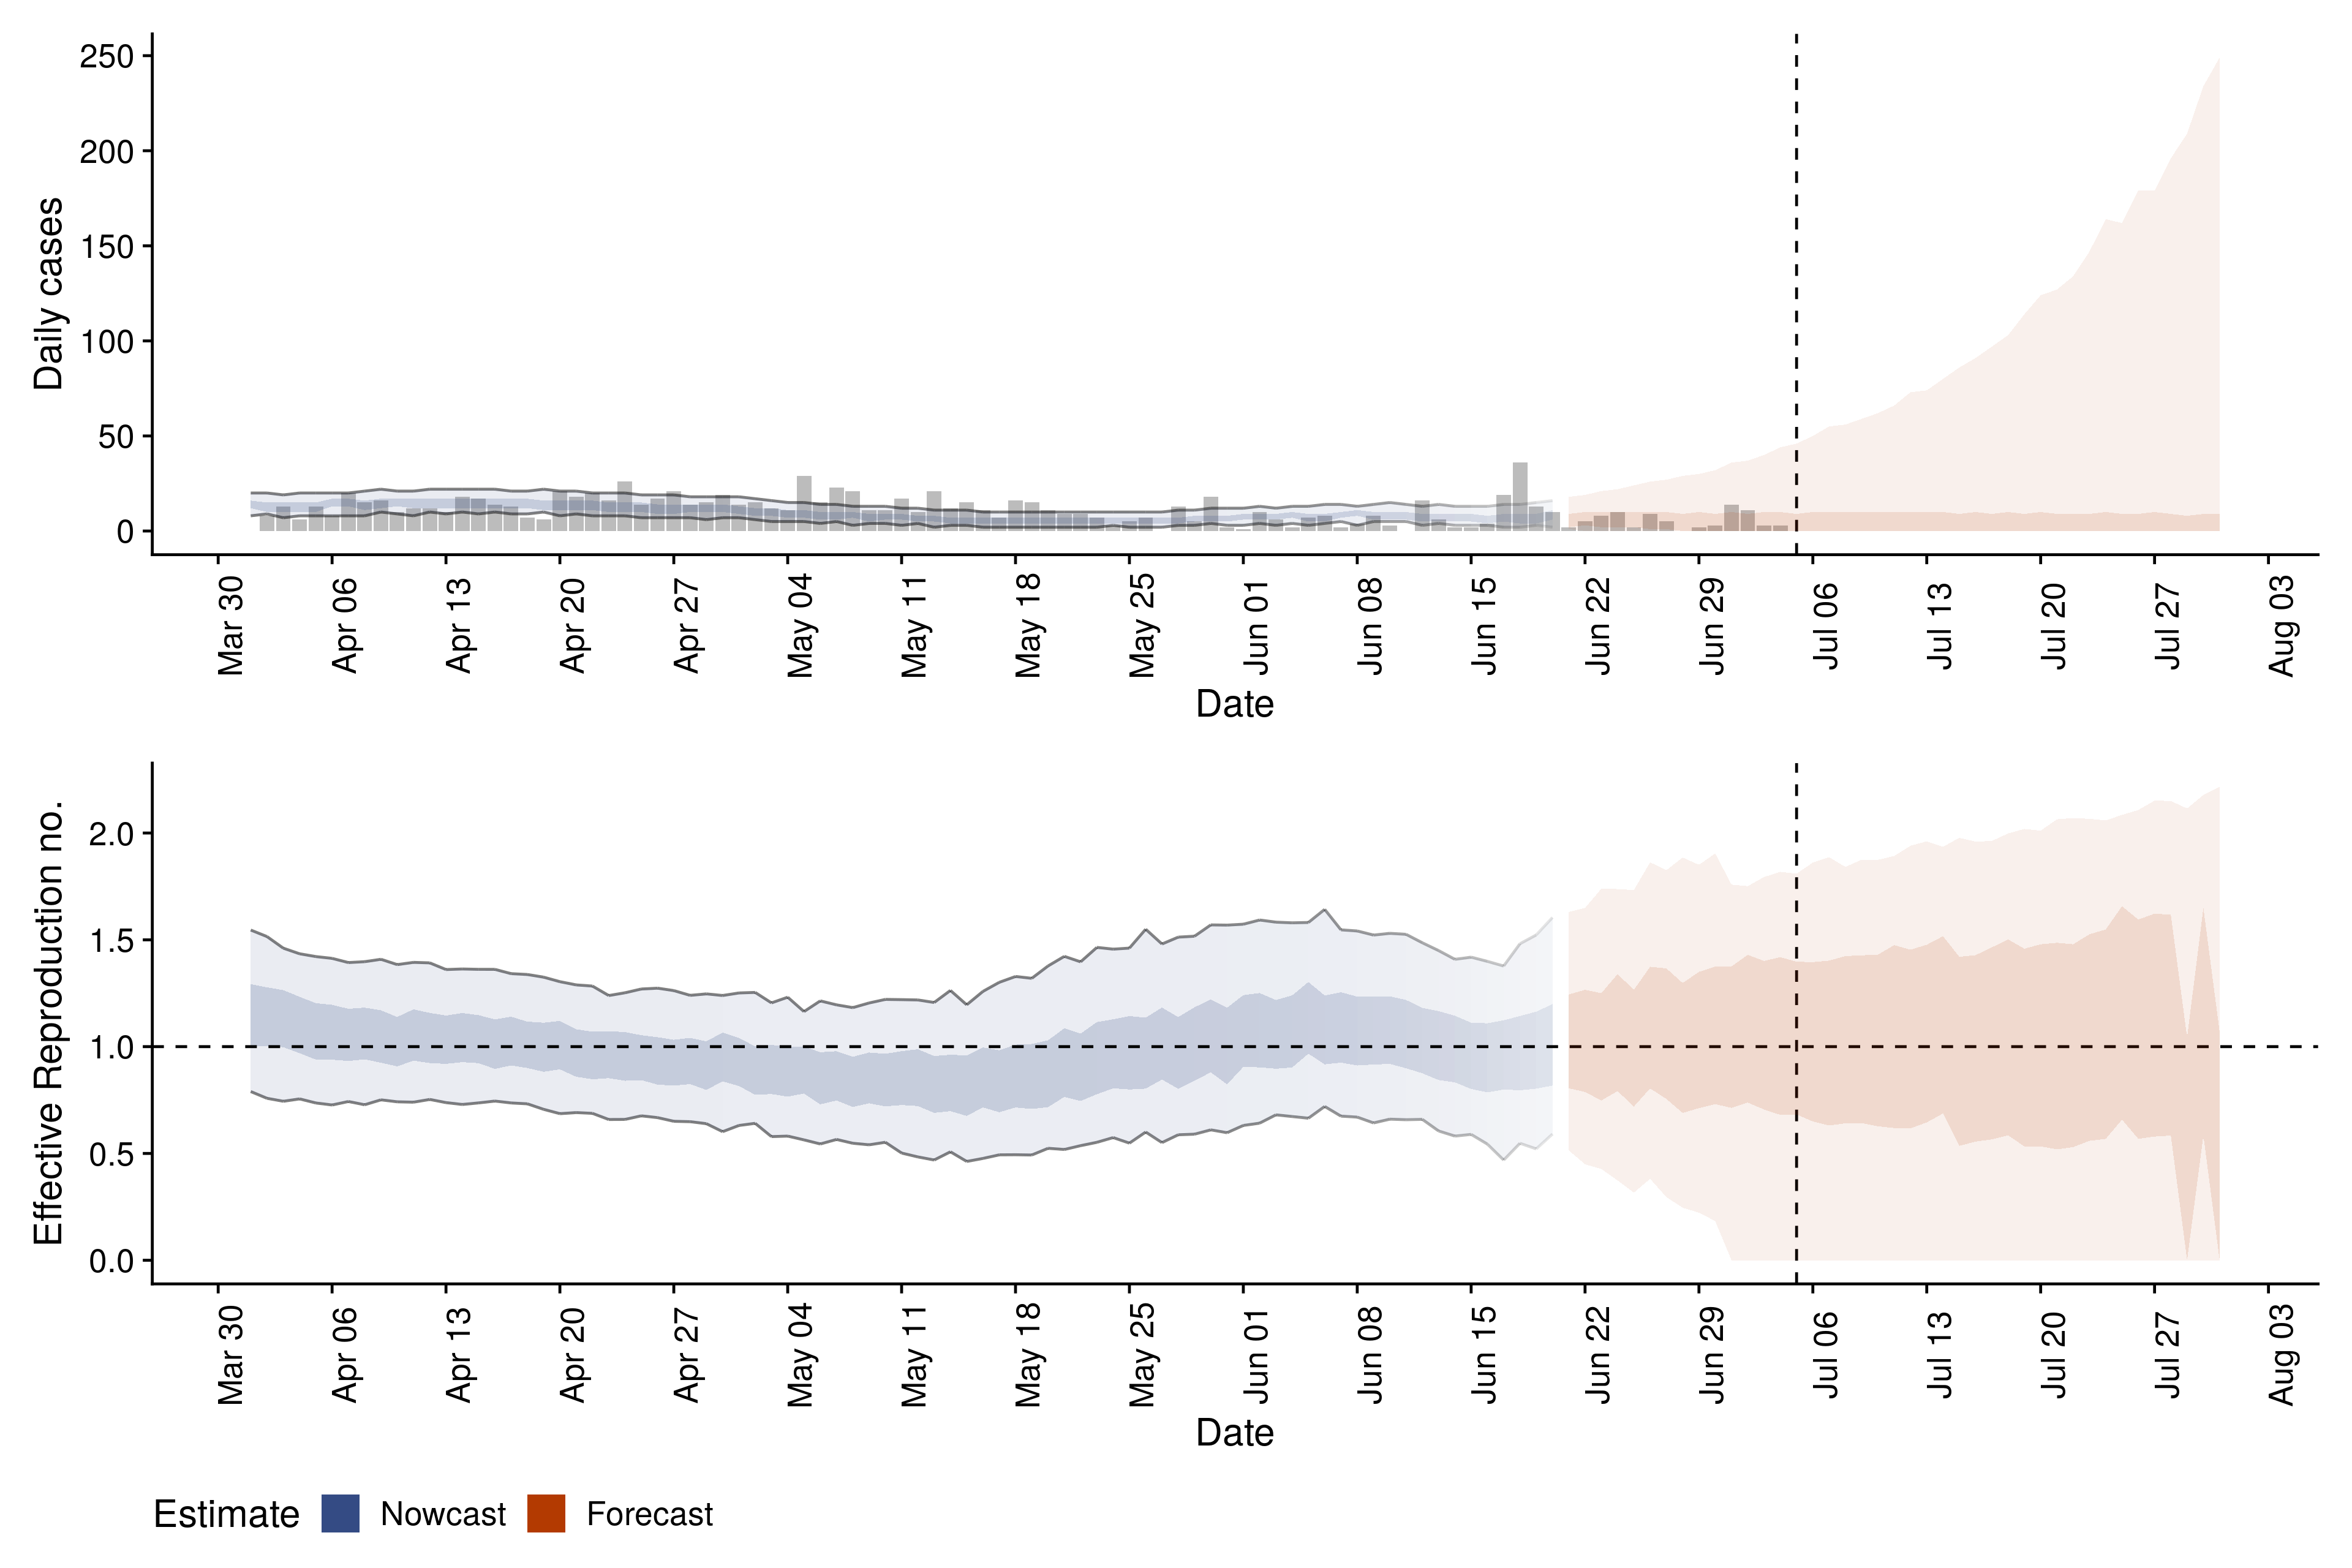 250
200
150
100
50
0
Daily cases
Mar 30 Apr 06 Apr 13 Apr 20 Apr 27 May 04 May 11 May 18 May 25 Jun 01 Jun 08 Jun 15 Jun 22 Jun 29 Jul 06 Jul 13 Jul 20 Jul 27 Aug 03
Date
2.0
1.5
1.0
0.5
0.0
Effective Reproduction no.
Mar 30 Apr 06 Apr 13 Apr 20 Apr 27 May 04 May 11 May 18 May 25 Jun 01 Jun 08 Jun 15 Jun 22 Jun 29 Jul 06 Jul 13 Jul 20 Jul 27 Aug 03
Date
Estimate Nowcast Forecast